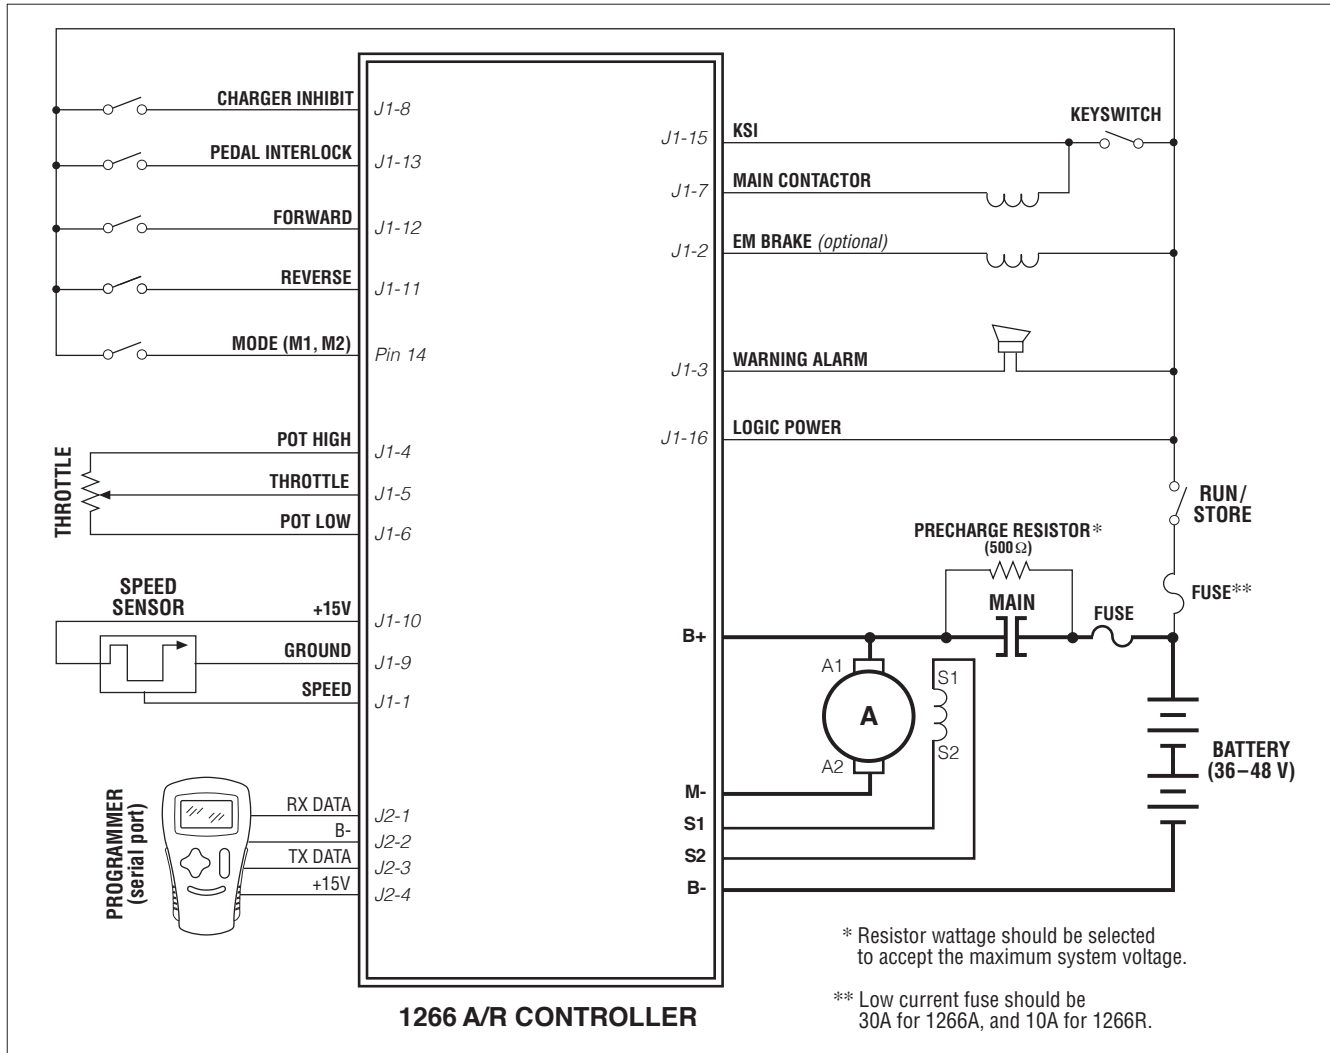 CHARGER INHIBIT
J1-8
PEDAL INTERLOCK
J1-13
FORWARD
J1-12
REVERSE
J1-11
MODE (M1, M2)
Pin 14
THROTTLE
POT HIGH
J1-4
THROTTLE
J1-5
POT LOW
J1-6
SPEED
SENSOR
+15V
J1-10
GROUND
J1-9
SPEED
J1-1
PROGRAMMER
(serial port)
RX DATA
J2-1
B-
J2-2
TX DATA
J2-3
+15V
J2-4
J1-15
KSI
KEYSWITCH
J1-7
MAIN CONTACTOR
J1-2
EM BRAKE (optional)
J1-3
WARNING ALARM
J1-16
LOGIC POWER
RUN/
STORE
PRECHARGE RESISTOR*
(500 Ω)
FUSE**
MAIN
FUSE
B+
A1
A
A2
S1
S2
BATTERY
(36–48 V)
M-
S1
S2
B-
* Resistor wattage should be selected
to accept the maximum system voltage.
** Low current fuse should be
30A for 1266A, and 10A for 1266R.
1266 A/R CONTROLLER